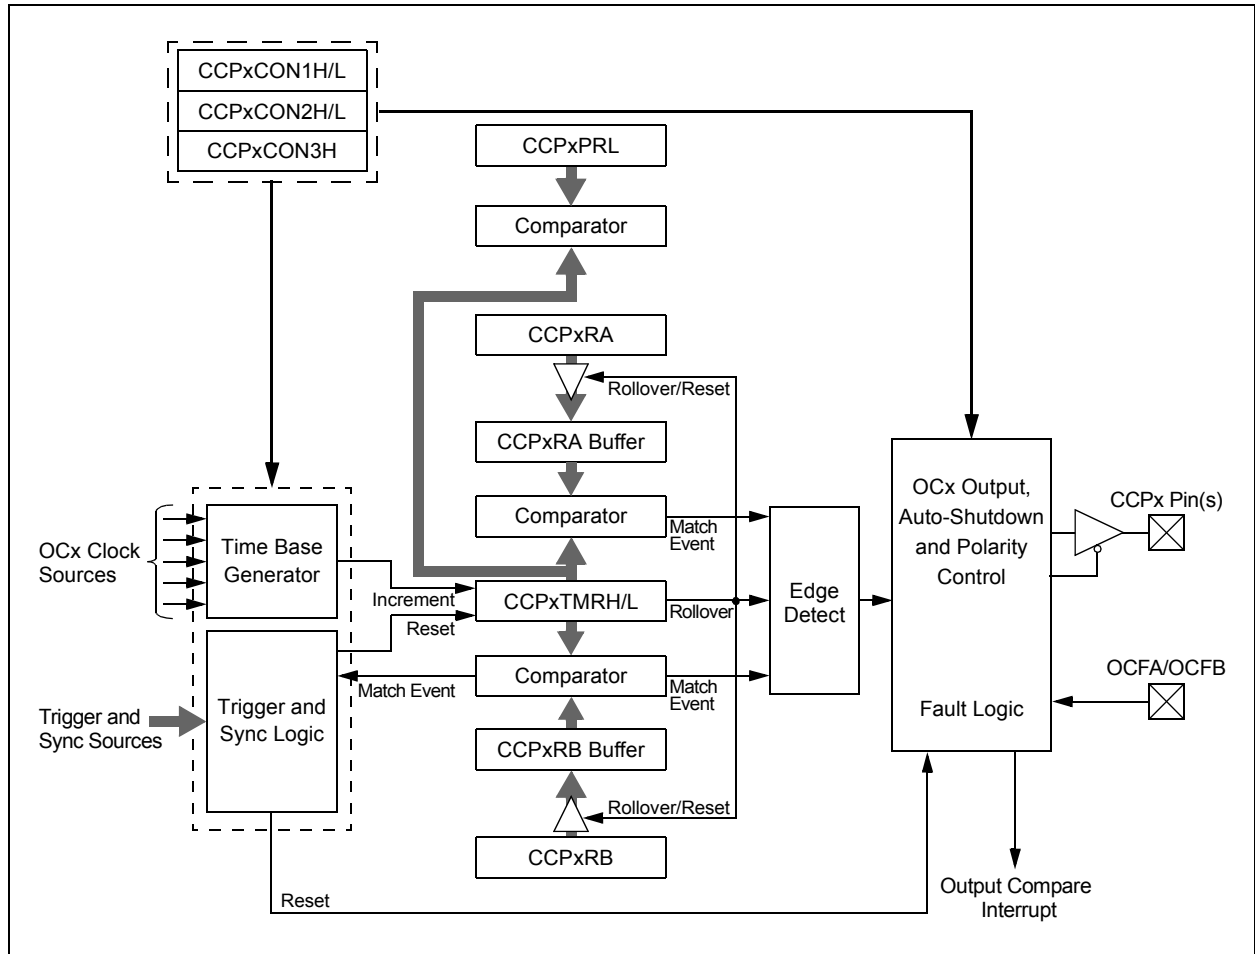 CCPxCON1H/L
CCPxCON2H/L
CCPxCON3H
CCPxPRL
Comparator
CCPxRA
Rollover/Reset
CCPxRA Buffer
Comparator
Match
Event
OCx Clock
Sources
Time Base
Generator
Increment
Reset
CCPxTMRH/L
Rollover
Edge
Detect
OCx Output,
Auto-Shutdown
and Polarity
Control
Fault Logic
CCPx Pin(s)
OCFA/OCFB
Trigger and
Sync Sources
Trigger and
Sync Logic
Match Event
Comparator
Match
Event
CCPxRB Buffer
Rollover/Reset
CCPxRB
Reset
Output Compare
Interrupt